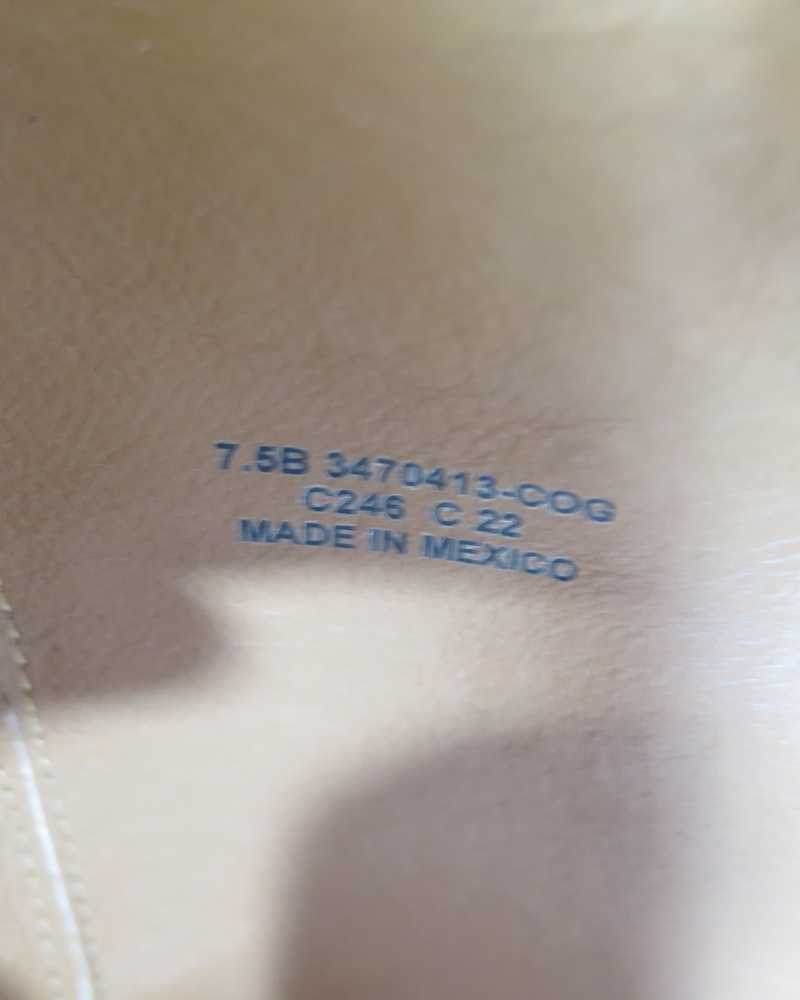 7.5B 3470413-COG
C246 C 22
MADE IN MEXICO